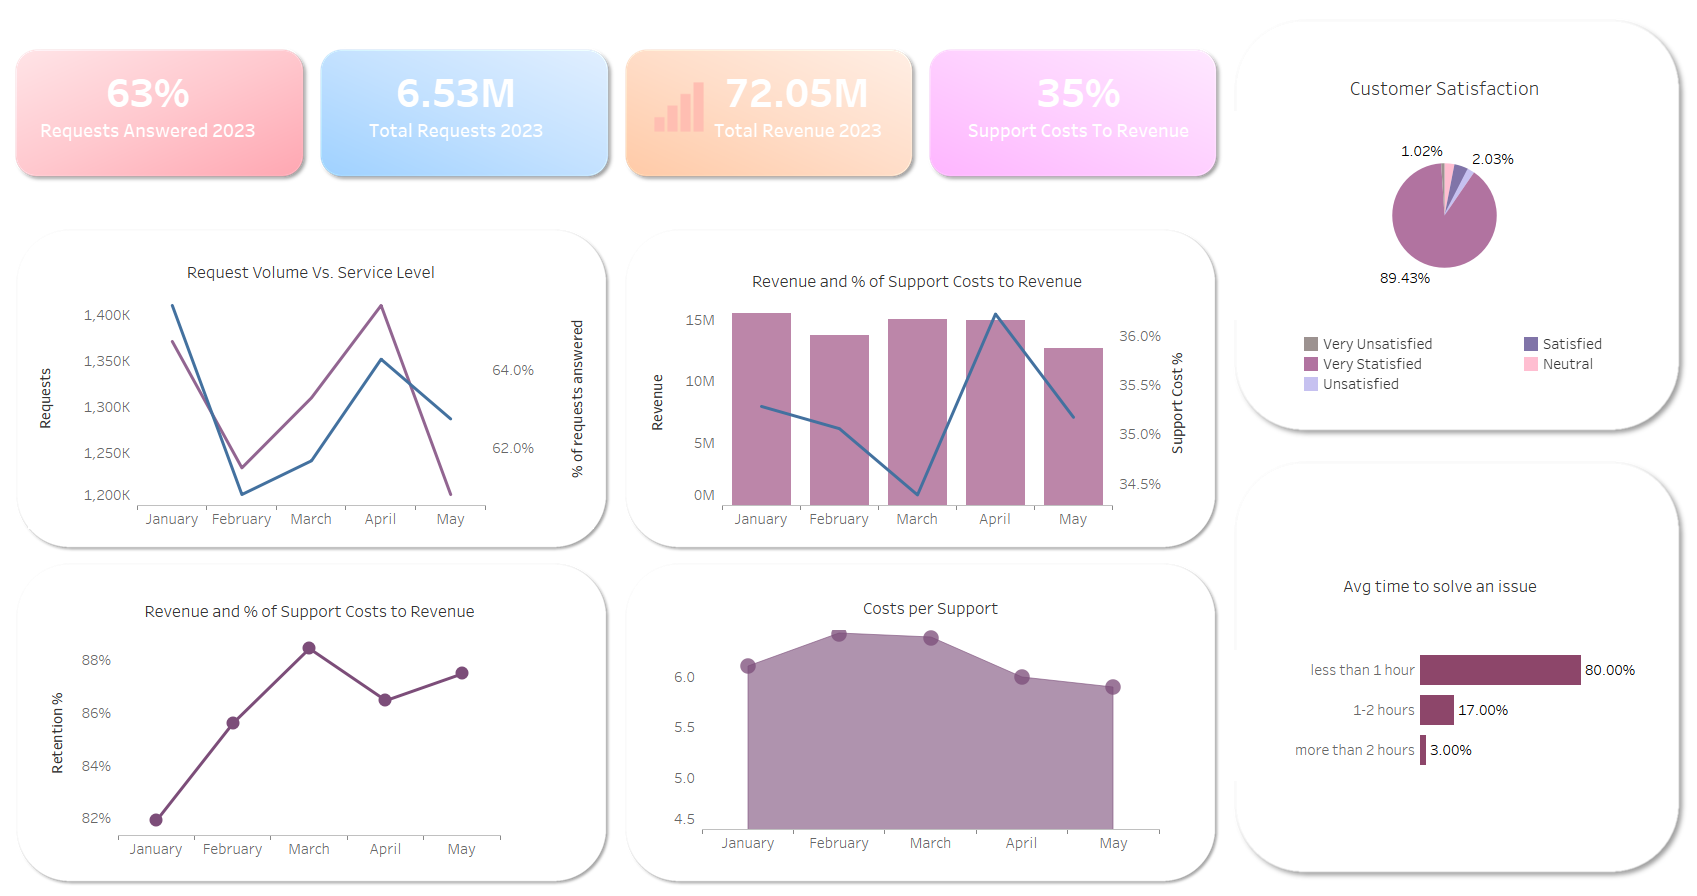 63%
Requests Answered 2023
6.53M
Total Requests 2023
72.05M
Total Revenue 2023
35%
Support Costs To Revenue
Customer Satisfaction
1.02%
2.03%
89.43%
Very Unsatisfied
Satisfied
Very Statisfied
Neutral
Unsatisfied
Request Volume Vs. Service Level
1,400K
1,350K
1,300K
1,250K
1,200K
Requests
64.0%
62.0%
% of requests answered
January February March April May
Revenue and % of Support Costs to Revenue
15M
10M
5M
0M
Revenue
36.0%
35.5%
35.0%
34.5%
Support Cost %
January February March April May
Revenue and % of Support Costs to Revenue
88%
86%
84%
82%
Retention %
January February March April May
Costs per Support
6.0
5.5
5.0
4.5
January February March April May
Avg time to solve an issue
less than 1 hour 80.00%
1-2 hours 17.00%
more than 2 hours 3.00%